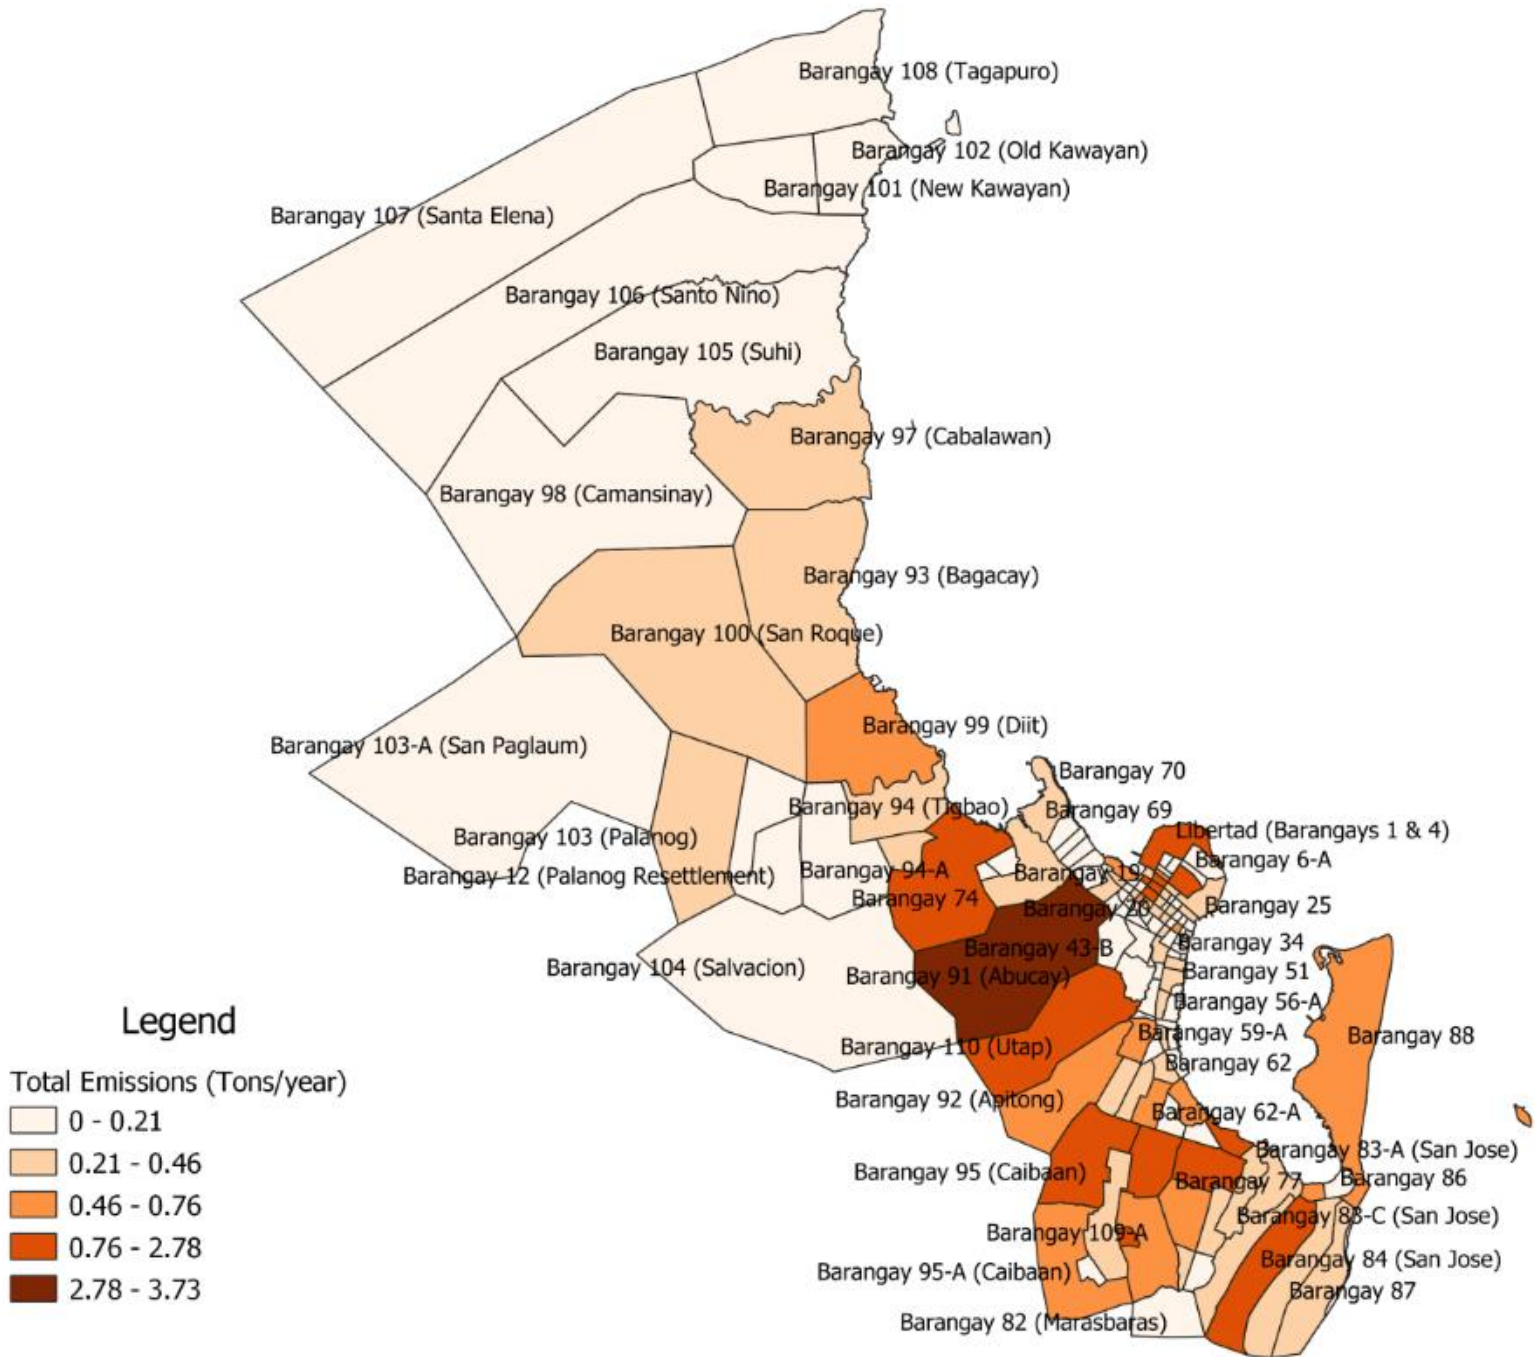 Barangay 108 (Tagapuro)
Barangay 102 (Old Kawayan)
Barangay 101 (New Kawayan)
Barangay 107 (Santa Elena)
Barangay 106 (Santo Nino)
Barangay 105 (Suhi)
Barangay 97 (Cabalawan)
Barangay 98 (Camansinay)
Barangay 93 (Bagacay)
Barangay 100 (San Roque)
Barangay 99 (Diit)
Barangay 103-A (San Paglaum)
Barangay 70
Barangay 94 (Tigbao)
Barangay 69
Libertad (Barangays 1 & 4)
Barangay 103 (Palanog)
Barangay 6-A
Barangay 12 (Palanog Resettlement)
Barangay 94-A
Barangay 19
Barangay 74
Barangay 20
Barangay 25
Barangay 43-B
Barangay 34
Barangay 104 (Salvacion)
Barangay 91 (Abucay)
Barangay 51
Barangay 56-A
Barangay 59-A
Barangay 88
Barangay 110 (Utap)
Barangay 62
Barangay 92 (Apitong)
Barangay 62-A
Barangay 83-A (San Jose)
Barangay 95 (Caibaan)
Barangay 77
Barangay 86
Barangay 83-C (San Jose)
Barangay 109-A
Barangay 84 (San Jose)
Barangay 95-A (Caibaan)
Barangay 87
Barangay 82 (Marasbaras)
Legend
Total Emissions (Tons/year)
0 - 0.21
0.21 - 0.46
0.46 - 0.76
0.76 - 2.78
2.78 - 3.73